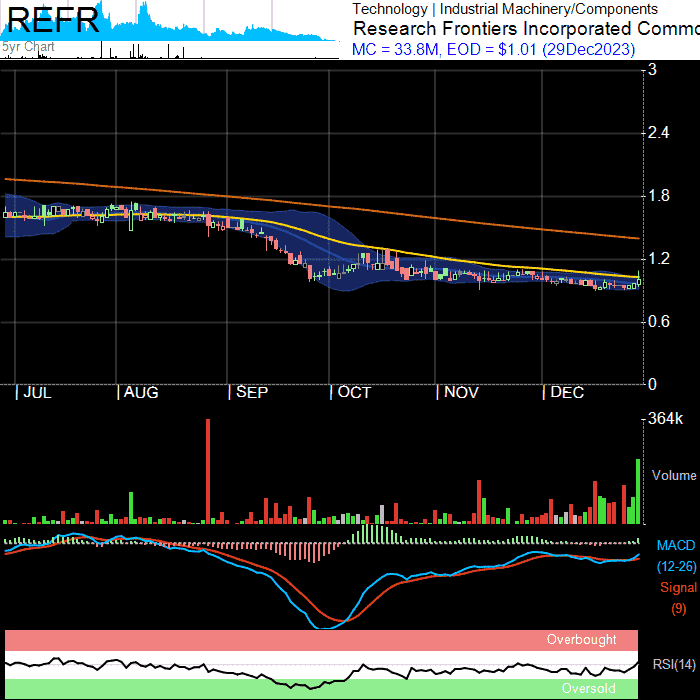 REFR
5yr Chart
Technology | Industrial Machinery/Components
Research Frontiers Incorporated Commo
MC = 33.8M, EOD = $1.01 (29Dec2023)
3
2.4
1.8
1.2
0.6
0
JUL
AUG
SEP
OCT
NOV
DEC
364k
Volume
MACD
(12-26)
Signal
(9)
Overbought
RSI(14)
Oversold